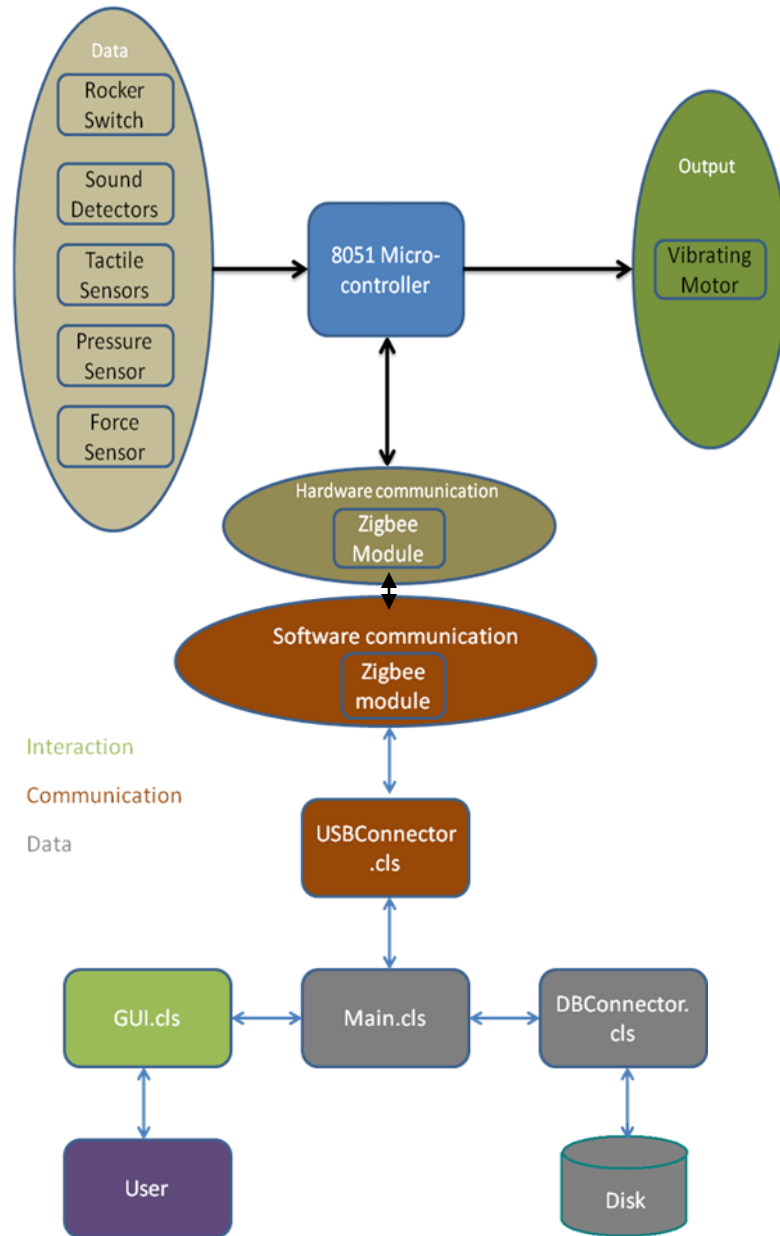 Data
Rocker
Switch
Sound
Detectors
Tactile
Sensors
Pressure
Sensor
Force
Sensor
8051 Micro-
controller
Output
Vibrating
Motor
Hardware communication
Zigbee
Module
Software communication
Zigbee
module
Interaction
Communication
Data
USBConnector
.cls
GUI.cls
Main.cls
DBConnector.
cls
User
Disk